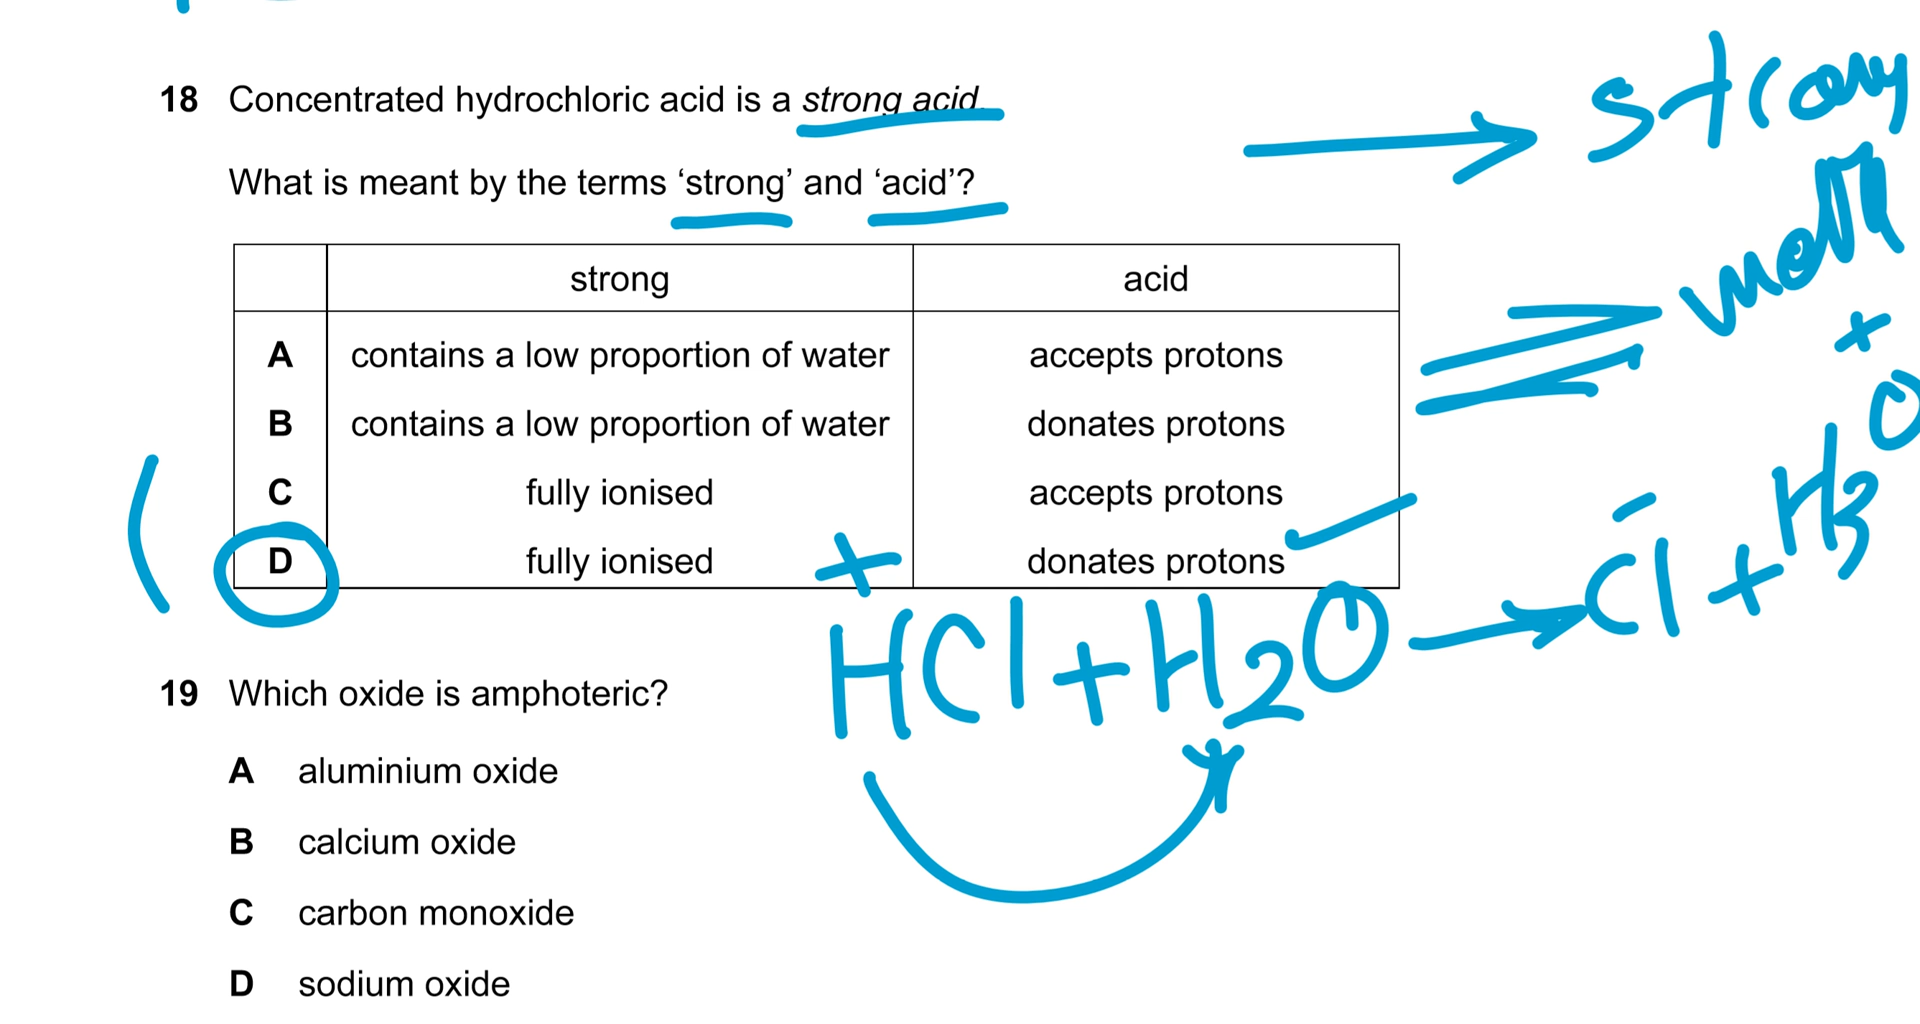 18 Concentrated hydrochloric acid is a strong acid.
What is meant by the terms ‘strong’ and ‘acid’?
strong acid
A contains a low proportion of water accepts protons
B contains a low proportion of water donates protons
C fully ionised accepts protons
D fully ionised donates protons
+
HCl + H2O → Cl⁻ + H3O
+
strong
19 Which oxide is amphoteric?
A aluminium oxide
B calcium oxide
C carbon monoxide
D sodium oxide